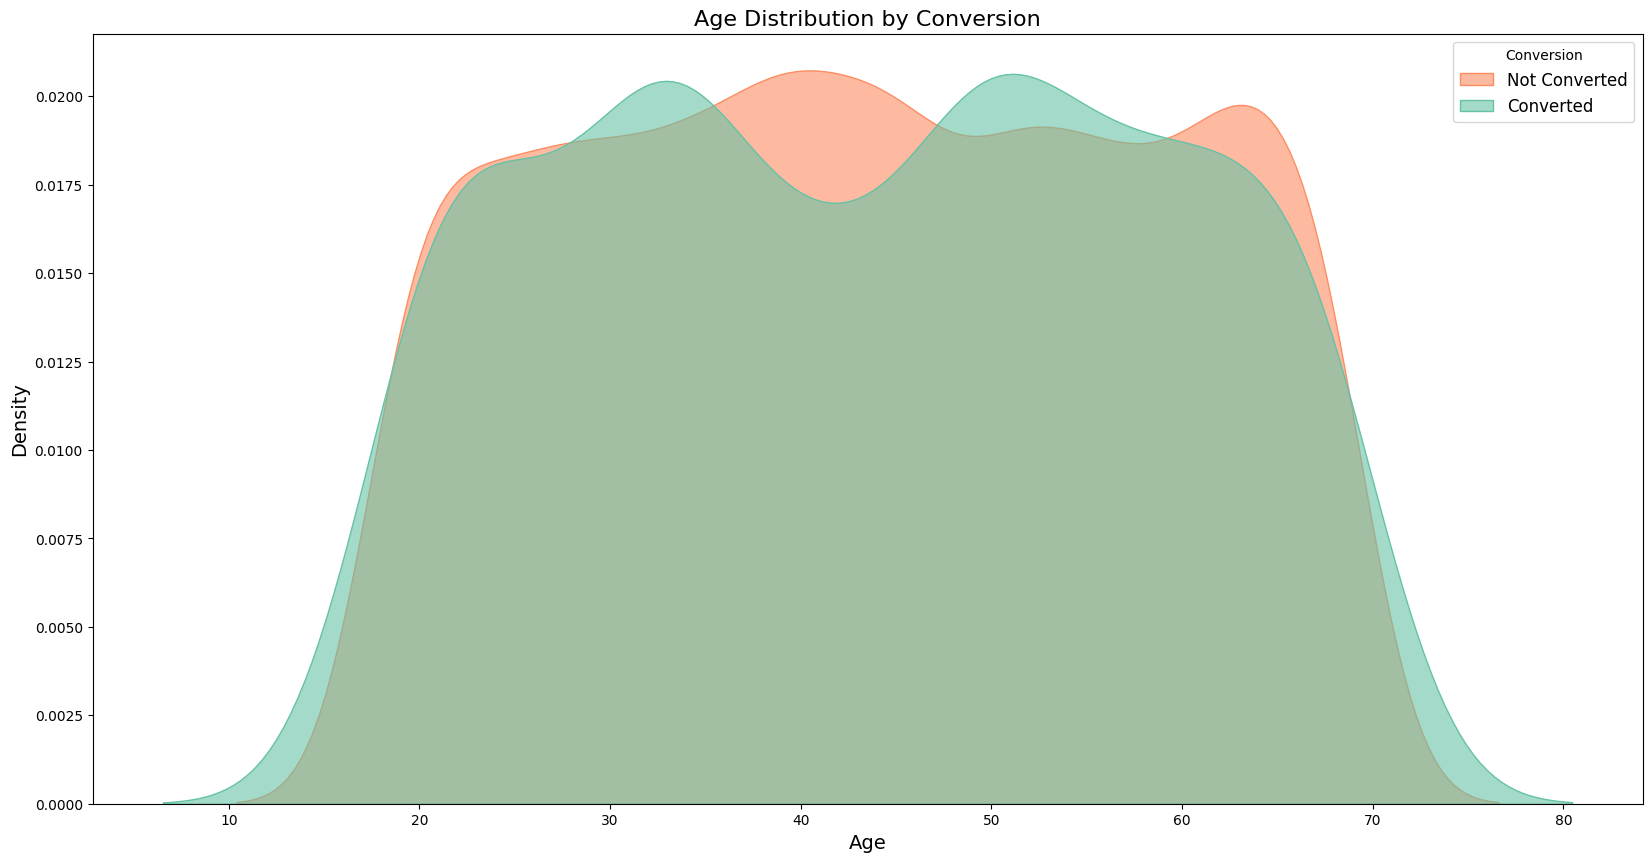 Age Distribution by Conversion
Conversion
Not Converted
Converted
0.0200
0.0175
0.0150
0.0125
0.0100
0.0075
0.0050
0.0025
0.0000
Density
10 20 30 40 50 60 70 80
Age